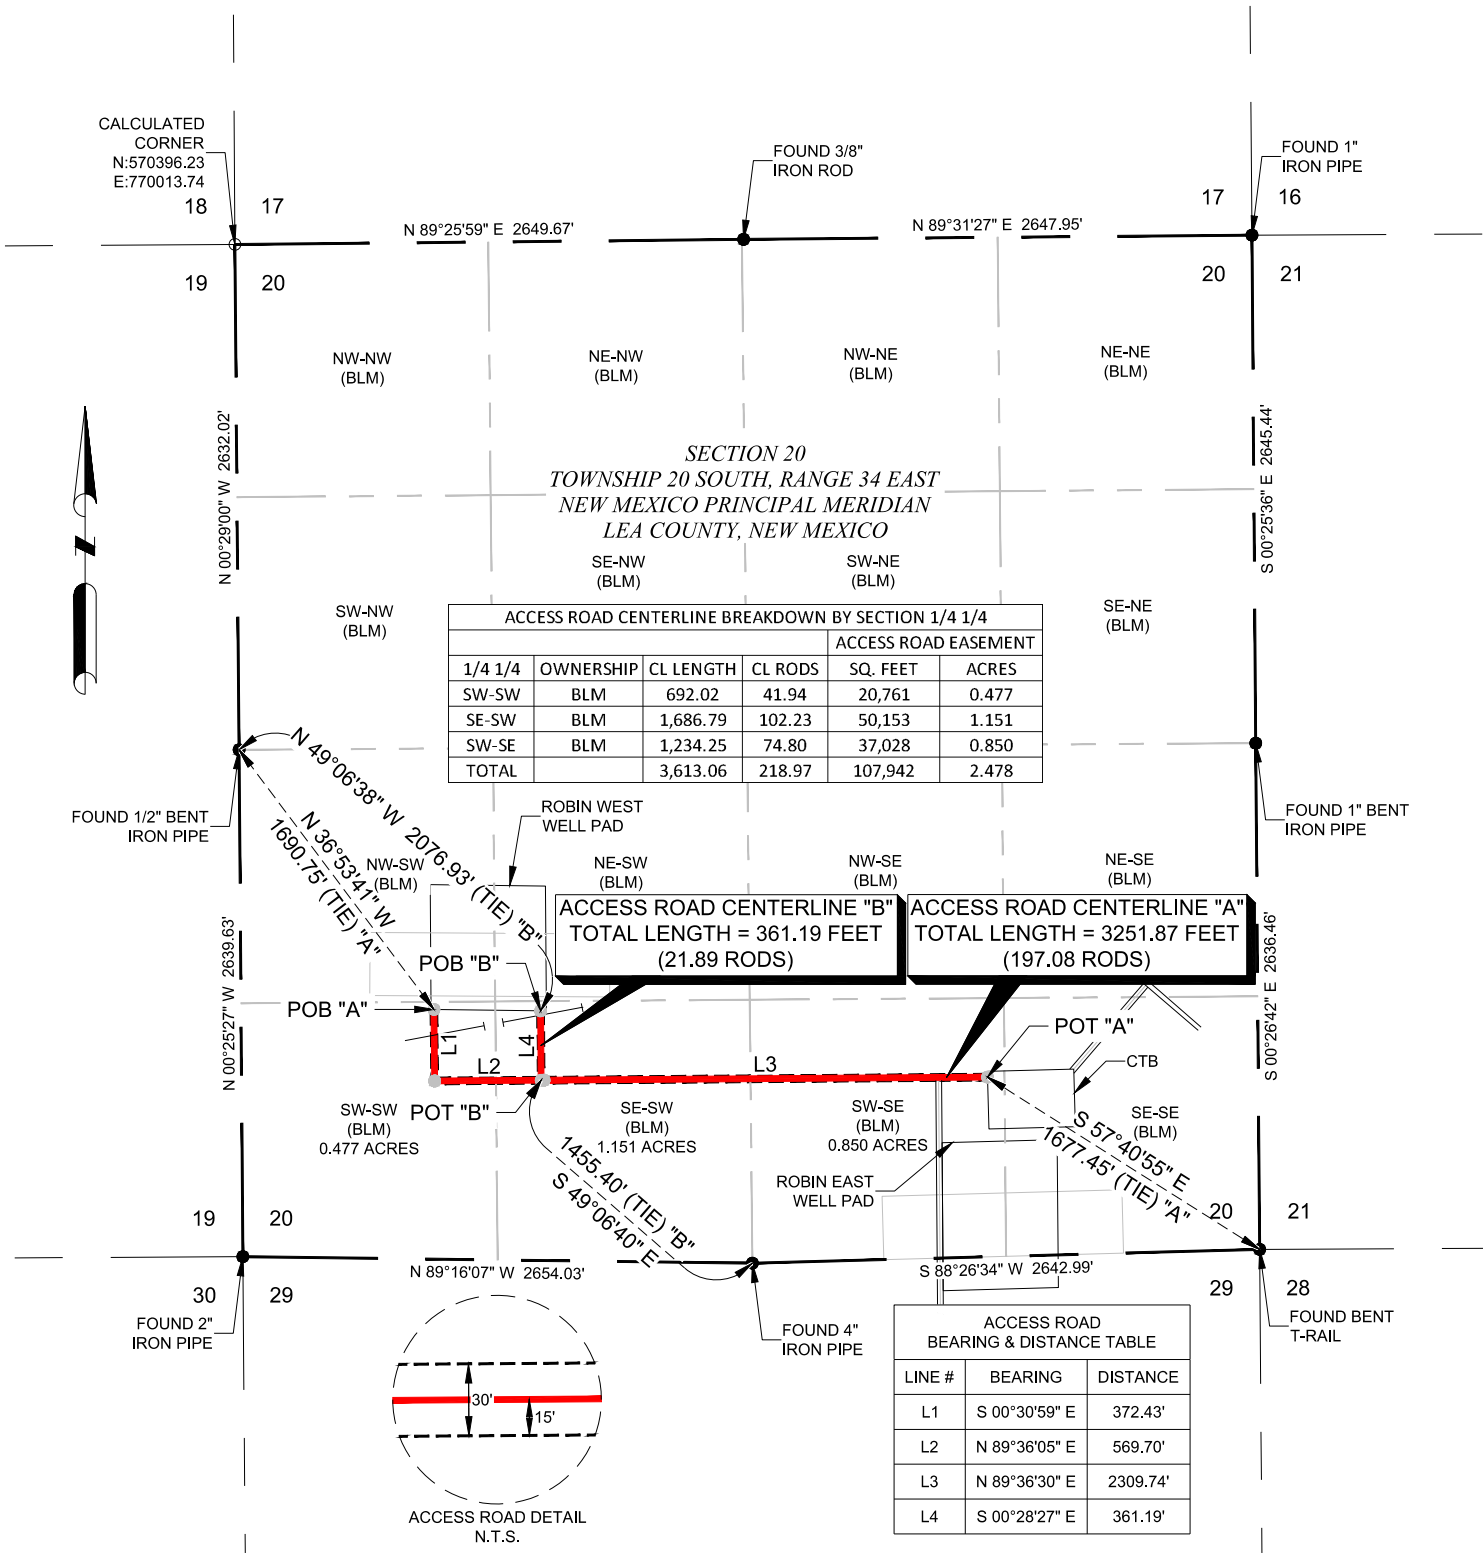 CALCULATED
CORNER
N:570396.23
E:770013.74
FOUND 3/8"
IRON ROD
FOUND 1"
IRON PIPE
18 17
17 16
N 89°25'59" E 2649.67'
N 89°31'27" E 2647.95'
19 20
20 21
NW-NW
(BLM)
NE-NW
(BLM)
NW-NE
(BLM)
NE-NE
(BLM)
N 00°29'00" W 2632.02'
S 00°25'36" E 2645.44'
SECTION 20
TOWNSHIP 20 SOUTH, RANGE 34 EAST
NEW MEXICO PRINCIPAL MERIDIAN
LEA COUNTY, NEW MEXICO
N
SW-NW
(BLM)
SE-NW
(BLM)
SW-NE
(BLM)
SE-NE
(BLM)
ACCESS ROAD CENTERLINE BREAKDOWN BY SECTION 1/4 1/4
ACCESS ROAD EASEMENT
1/4 1/4 OWNERSHIP CL LENGTH CL RODS SQ. FEET ACRES
SW-SW BLM 692.02 41.94 20,761 0.477
SE-SW BLM 1,686.79 102.23 50,153 1.151
SW-SE BLM 1,234.25 74.80 37,028 0.850
TOTAL 3,613.06 218.97 107,942 2.478
FOUND 1/2" BENT
IRON PIPE
N 49°06'38" W 2076.93' (TIE) "B"
N 36°53'41" W
1690.75' (TIE) "A"
ROBIN WEST
WELL PAD
FOUND 1" BENT
IRON PIPE
NW-SW
(BLM)
NE-SW
(BLM)
NW-SE
(BLM)
NE-SE
(BLM)
ACCESS ROAD CENTERLINE "B"
TOTAL LENGTH = 361.19 FEET
(21.89 RODS)
ACCESS ROAD CENTERLINE "A"
TOTAL LENGTH = 3251.87 FEET
(197.08 RODS)
N 00°25'27" W 2639.63'
S 00°26'42" E 2636.46'
POB "B"
POB "A"
POT "A"
L1
L4
L2
L3
CTB
POT "B"
SW-SW
(BLM)
0.477 ACRES
SE-SW
(BLM)
1.151 ACRES
SW-SE
(BLM)
0.850 ACRES
SE-SE
(BLM)
1455.40' (TIE) "B"
S 49°06'40" E
S 57°40'55" E
1677.45' (TIE) "A"
ROBIN EAST
WELL PAD
19 20
20 21
N 89°16'07" W 2654.03'
S 88°26'34" W 2642.99'
30 29
29 28
FOUND 2"
IRON PIPE
FOUND 4"
IRON PIPE
FOUND BENT
T-RAIL
30'
15'
ACCESS ROAD DETAIL
N.T.S.
ACCESS ROAD
BEARING & DISTANCE TABLE
LINE # BEARING DISTANCE
L1 S 00°30'59" E 372.43'
L2 N 89°36'05" E 569.70'
L3 N 89°36'30" E 2309.74'
L4 S 00°28'27" E 361.19'